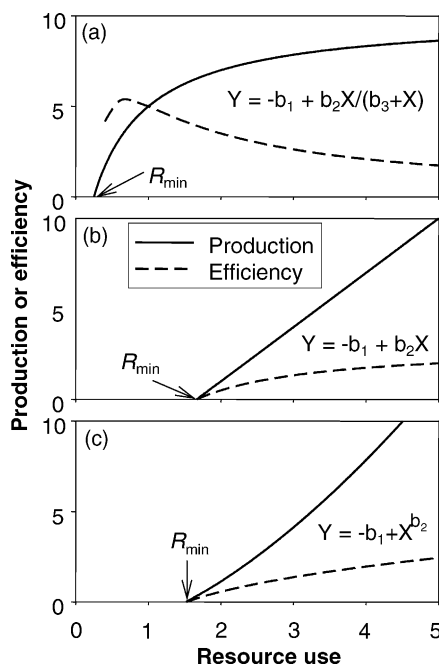 10
(a)
Y = -b₁ + b₂X/(b₃+X)
5
Rmin
0
10
(b)
Production
Efficiency
5
Y = -b₁ + b₂X
Rmin
0
10
(c)
5
Y = -b₁+X^b₂
Rmin
0
0 1 2 3 4 5
Resource use
Production or efficiency